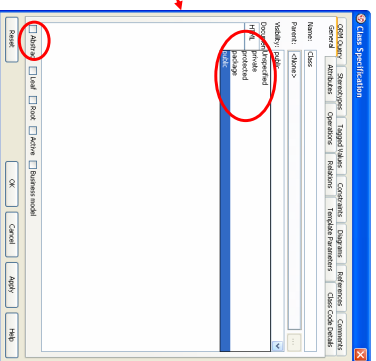 Class Specification
ORM Query Stereotypes Tagged Values Constraints Diagrams References Comments
General Attributes Operations Relations Template Parameters Class Code Details
Name: Class
Parent: <None>
Visibility: public
Unspecified
private
protected
package
public
Document
HTML
Abstract Leaf Root Active Business model
Reset OK Cancel Apply Help